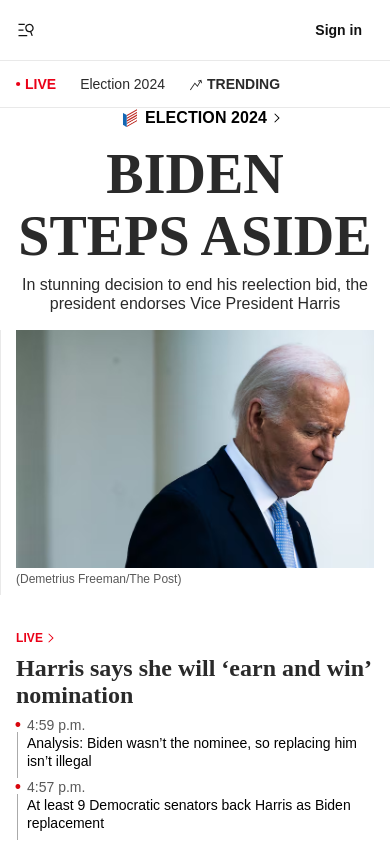 Sign in
• LIVE Election 2024 TRENDING
ELECTION 2024
BIDEN
STEPS ASIDE
In stunning decision to end his reelection bid, the
president endorses Vice President Harris
(Demetrius Freeman/The Post)
LIVE
Harris says she will ‘earn and win’
nomination
4:59 p.m.
Analysis: Biden wasn’t the nominee, so replacing him
isn’t illegal
4:57 p.m.
At least 9 Democratic senators back Harris as Biden
replacement